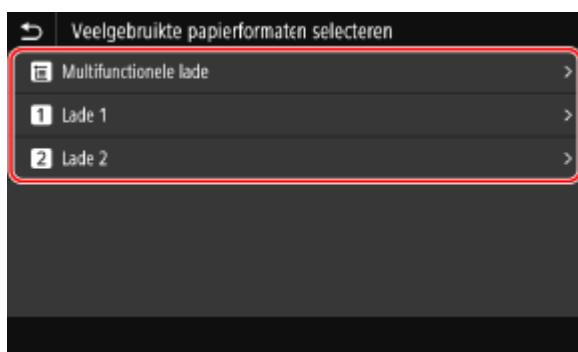 Veelgebruikte papierformaten selecteren
Multifunctionele lade
1 Lade 1
2 Lade 2